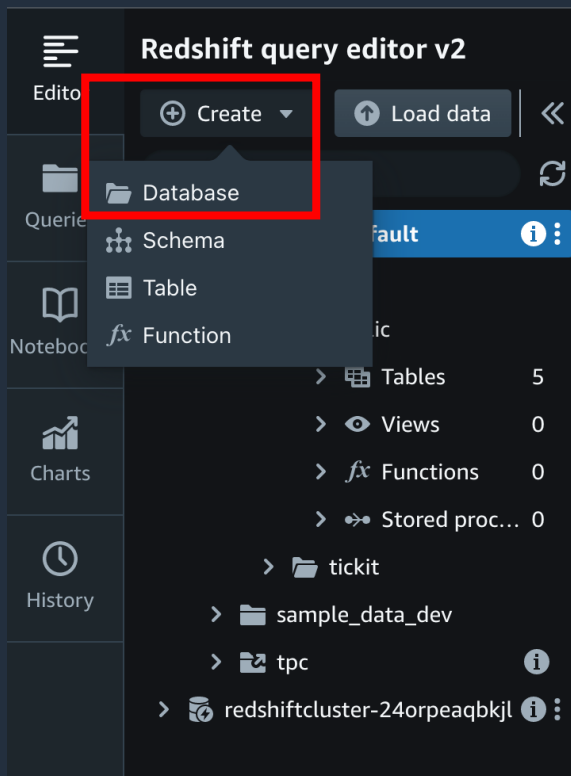 Redshift query editor v2
Edito
Create
Load data
Querie
Database
Schema
Table
Function
fault
ic
Noteboo
Tables 5
Views 0
Charts
Functions 0
Stored proc... 0
History
tickit
sample_data_dev
tpc
redshiftcluster-24orpeaqbkjl